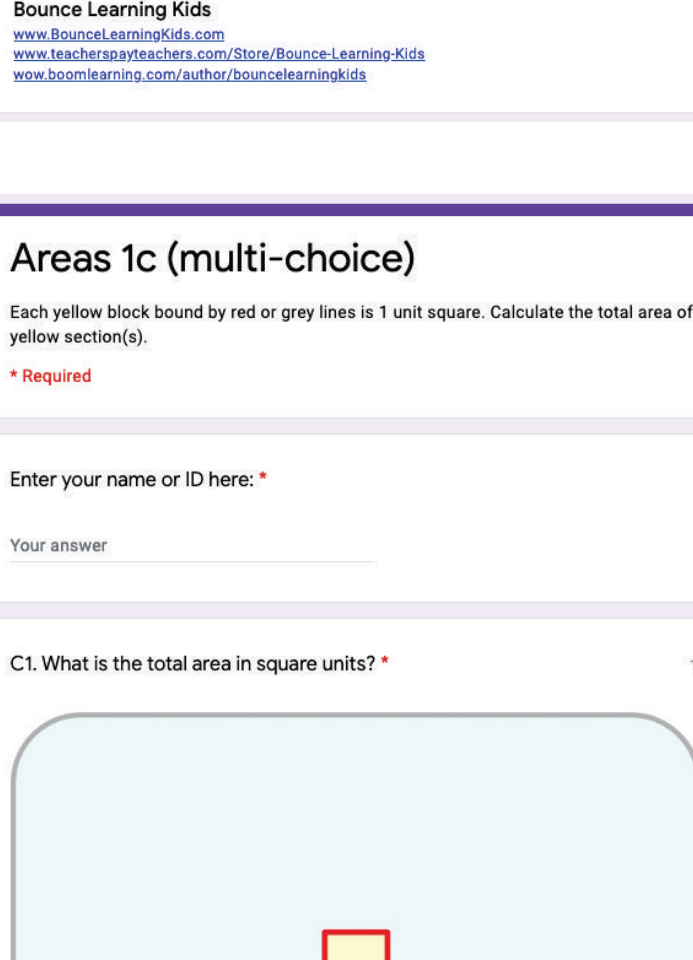 Bounce Learning Kids
www.BounceLearningKids.com
www.teacherspayteachers.com/Store/Bounce-Learning-Kids
wow.boomlearning.com/author/bouncelearningkids
Areas 1c (multi-choice)
Each yellow block bound by red or grey lines is 1 unit square. Calculate the total area of
yellow section(s).
* Required
Enter your name or ID here: *
Your answer
C1. What is the total area in square units? *